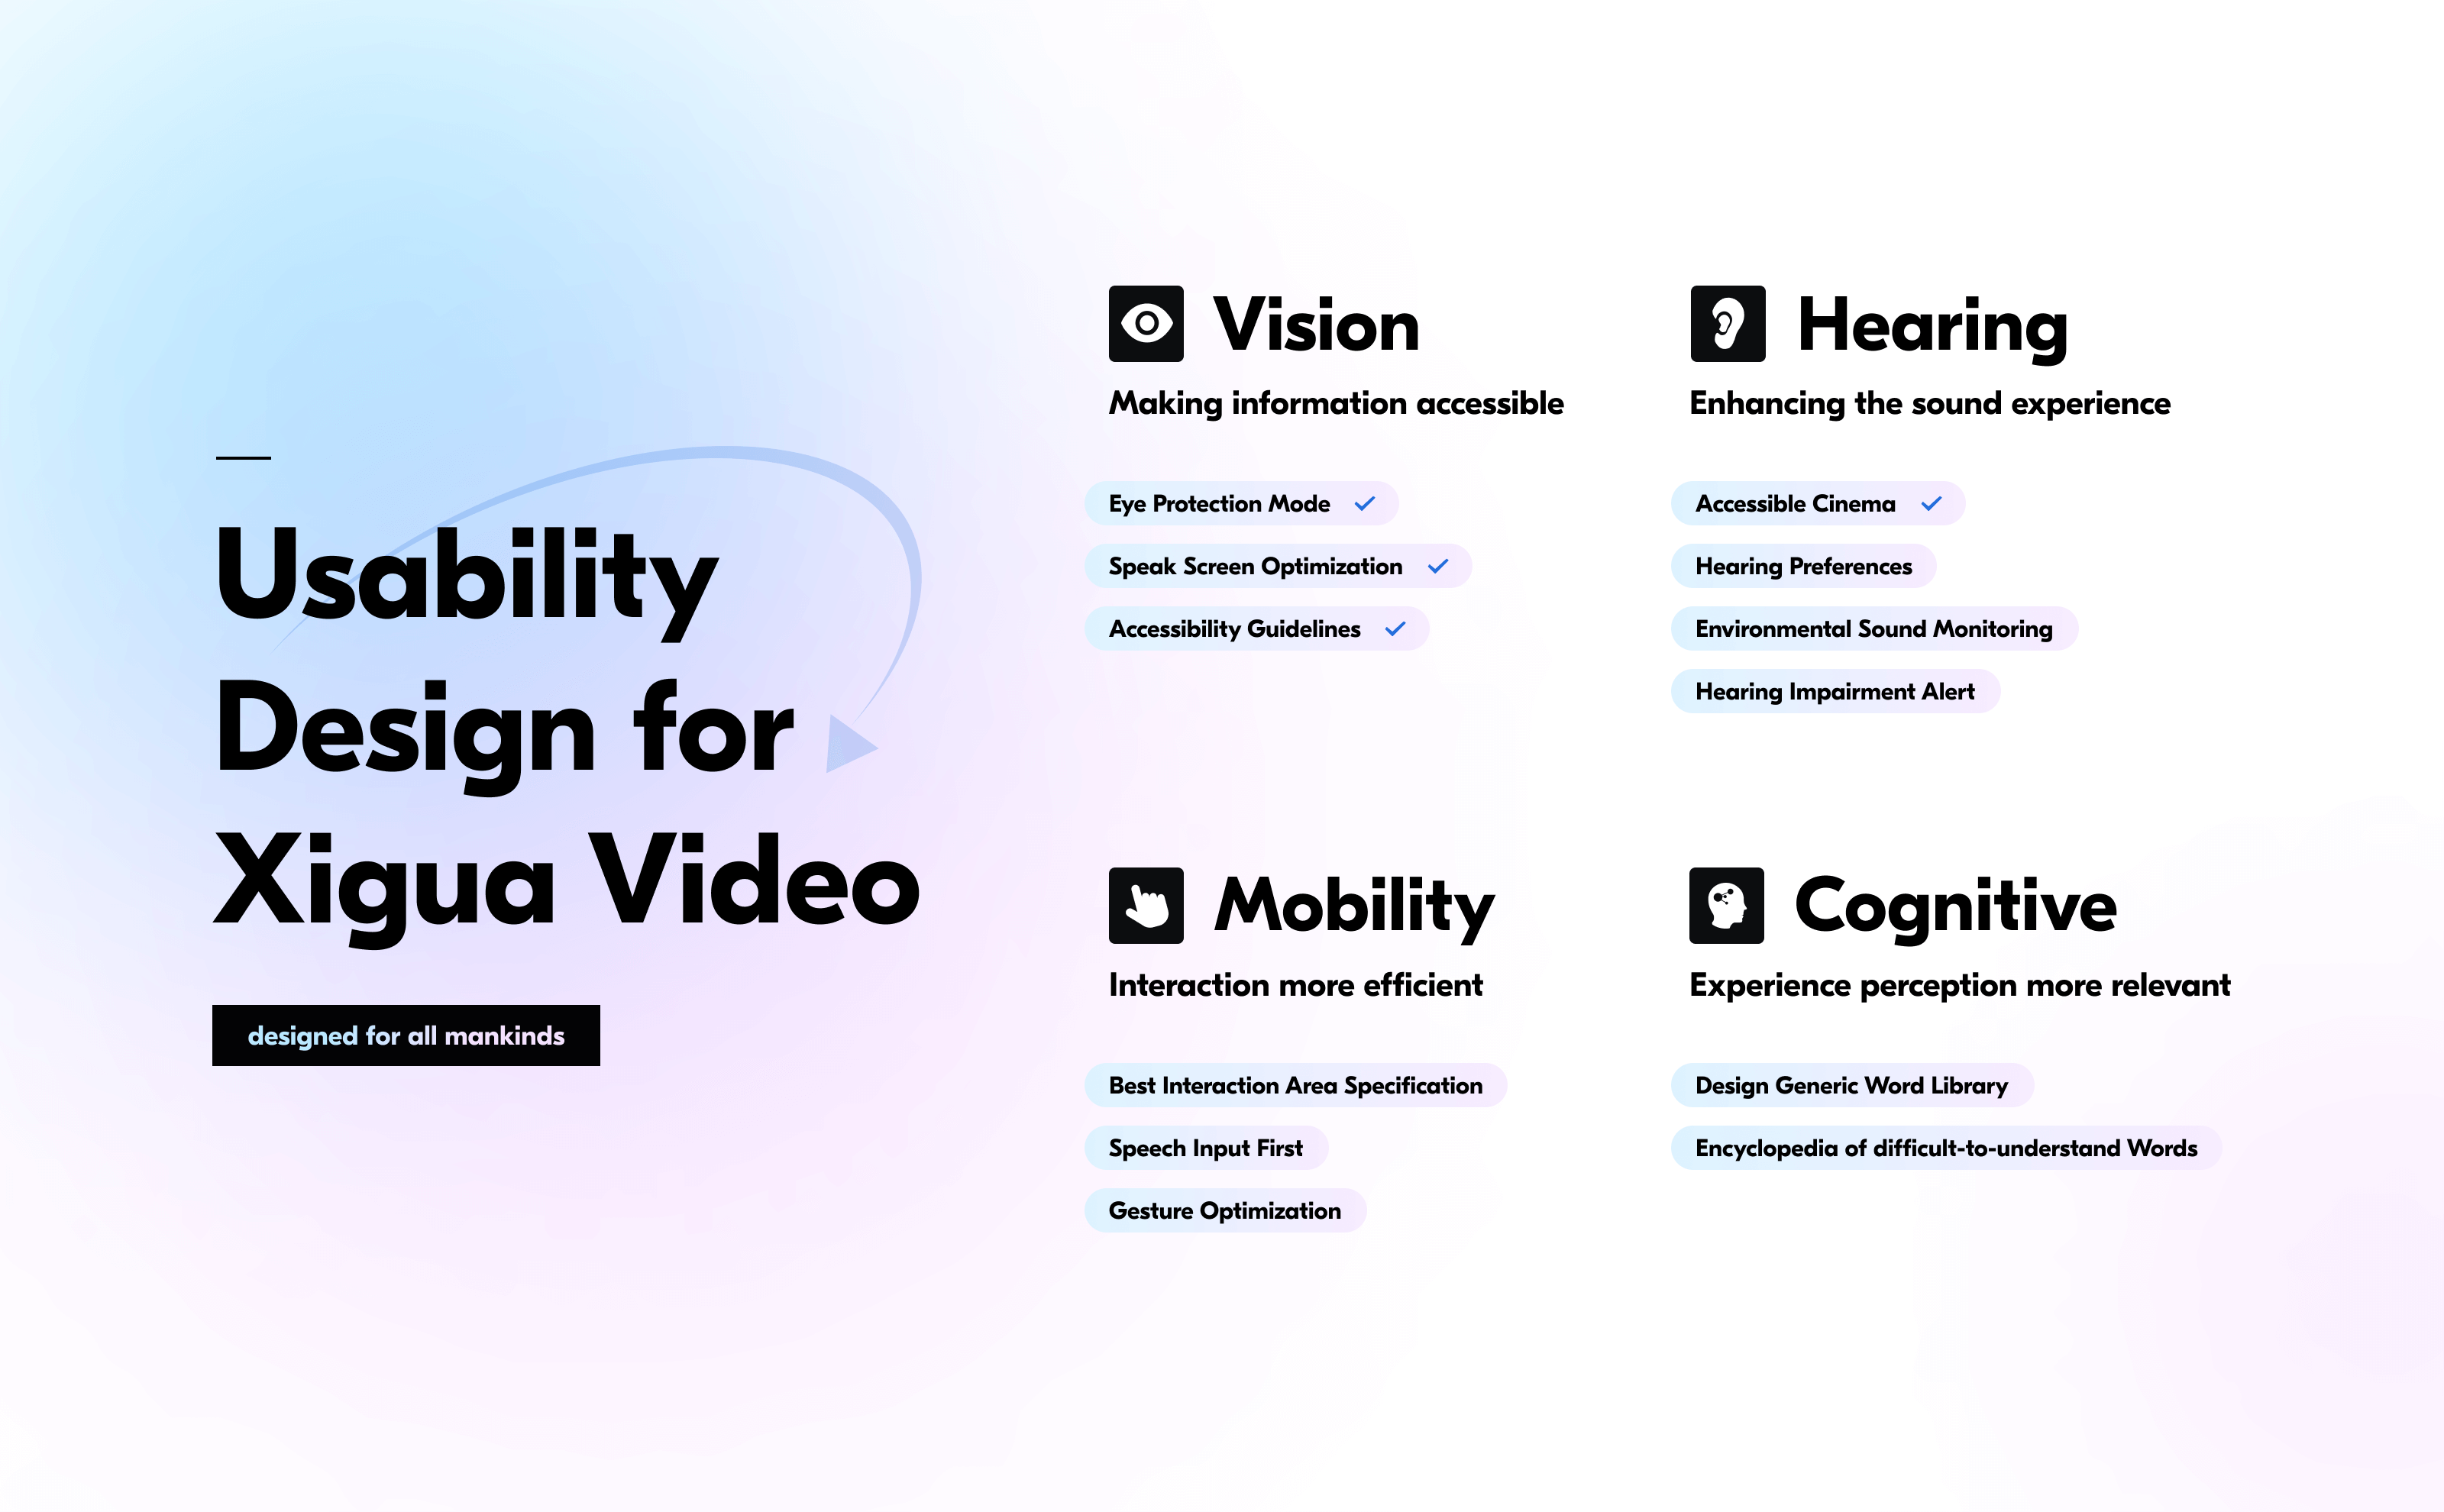 Usability
Design for
Xigua Video
designed for all mankinds
Vision
Making information accessible
Eye Protection Mode
Speak Screen Optimization
Accessibility Guidelines
Hearing
Enhancing the sound experience
Accessible Cinema
Hearing Preferences
Environmental Sound Monitoring
Hearing Impairment Alert
Mobility
Interaction more efficient
Best Interaction Area Specification
Speech Input First
Gesture Optimization
Cognitive
Experience perception more relevant
Design Generic Word Library
Encyclopedia of difficult-to-understand Words